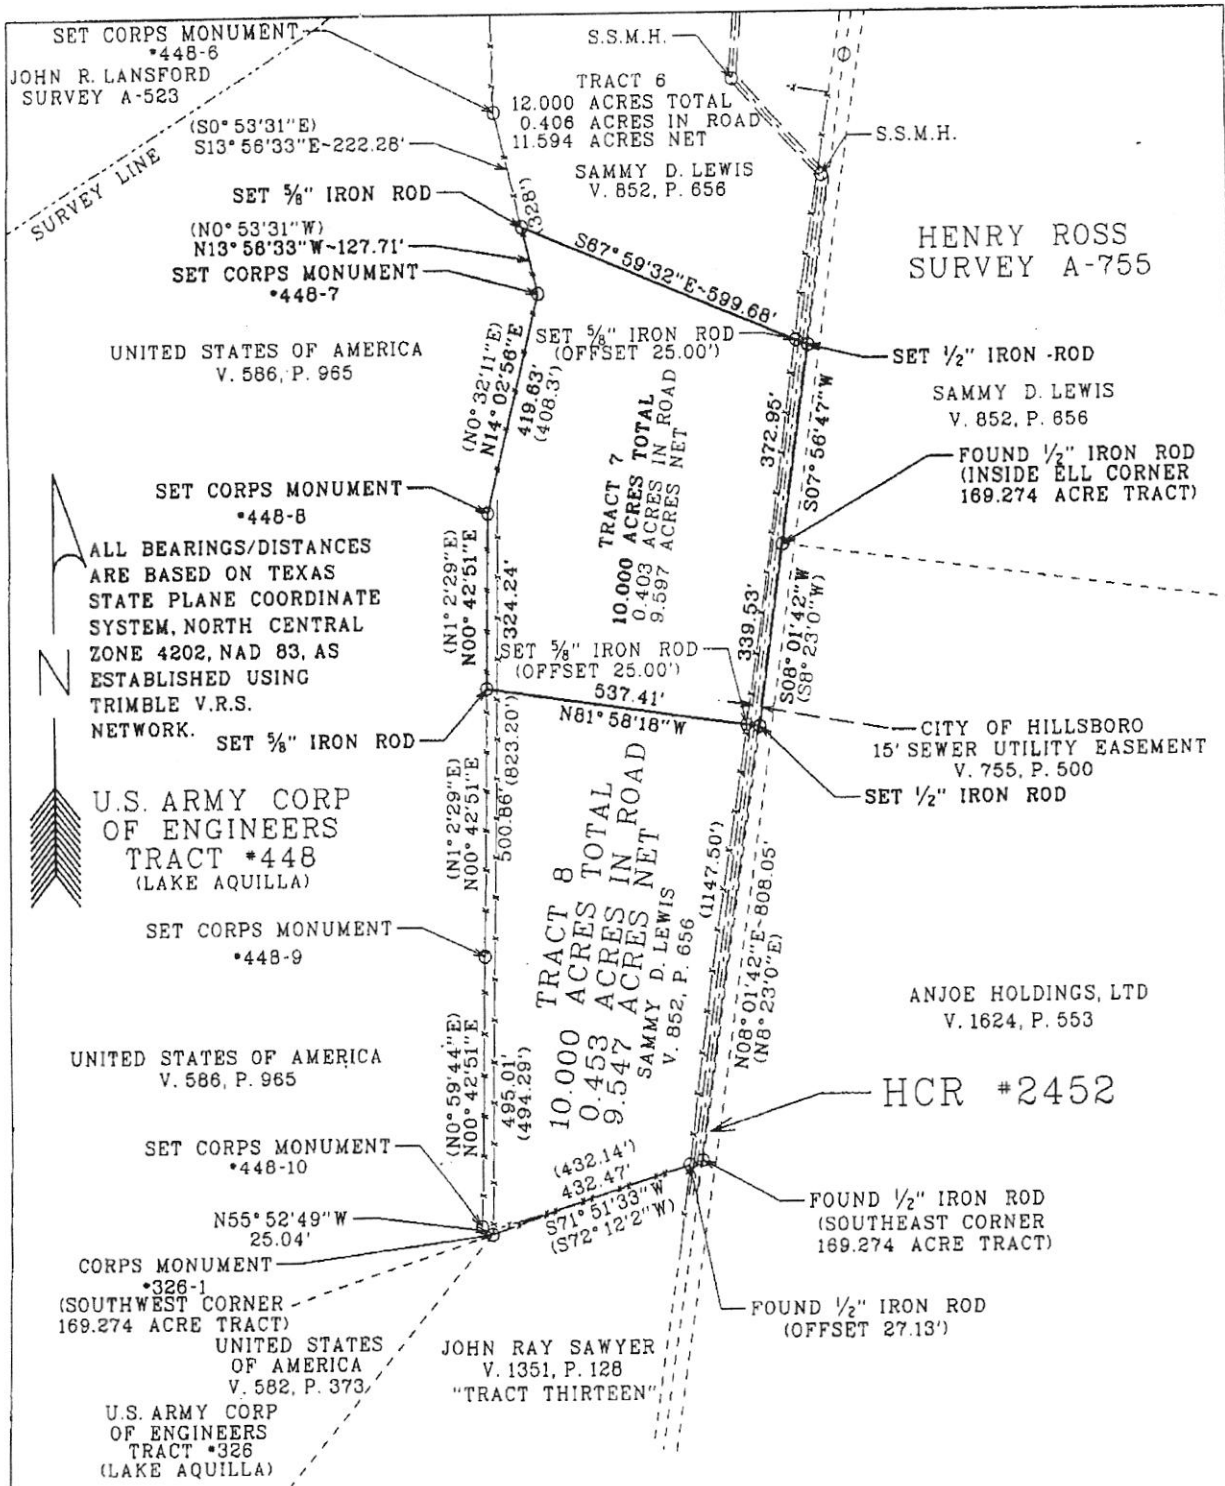 SET CORPS MONUMENT
*448-6
JOHN R. LANSFORD
SURVEY A-523
SURVEY LINE
(S0°53'31"E)
S13°56'33"E~222.28'
S.S.M.H.
TRACT 6
12.000 ACRES TOTAL
0.406 ACRES IN ROAD
11.594 ACRES NET
SAMMY D. LEWIS
V. 852, P. 656
S.S.M.H.
SET 5/8" IRON ROD
(328')
(N0°53'31"W)
N13°56'33"W~127.71'
SET CORPS MONUMENT
*448-7
S67°59'32"E~599.68'
HENRY ROSS
SURVEY A-755
UNITED STATES OF AMERICA
V. 586, P. 965
(N0°32'11"E)
N14°02'56"E
419.63'
(408.3')
SET 5/8" IRON ROD
(OFFSET 25.00')
SET 1/2" IRON ROD
SAMMY D. LEWIS
V. 852, P. 656
372.95'
S07°56'47"W
TRACT 7
10.000 ACRES TOTAL
0.403 ACRES IN ROAD
9.597 ACRES NET
FOUND 1/2" IRON ROD
(INSIDE ELL CORNER
169.274 ACRE TRACT)
SET CORPS MONUMENT
*448-8
N
ALL BEARINGS/DISTANCES
ARE BASED ON TEXAS
STATE PLANE COORDINATE
SYSTEM, NORTH CENTRAL
ZONE 4202, NAD 83, AS
ESTABLISHED USING
TRIMBLE V.R.S.
NETWORK.
(N1°2'29"E)
N00°42'51"E
324.24'
339.53'
S08°01'42"W
(S8°23'0"W)
SET 5/8" IRON ROD
(OFFSET 25.00')
537.41'
N81°58'18"W
SET 5/8" IRON ROD
CITY OF HILLSBORO
15' SEWER UTILITY EASEMENT
V. 755, P. 500
SET 1/2" IRON ROD
U.S. ARMY CORP
OF ENGINEERS
TRACT *448
(LAKE AQUILLA)
(N1°2'29"E)
N00°42'51"E
500.86'
(823.20')
TRACT 8
10.000 ACRES TOTAL
0.453 ACRES IN ROAD
9.547 ACRES NET
SAMMY D. LEWIS
V. 852, P. 656
(1147.50')
N08°01'42"E~808.05'
(N8°23'0"E)
SET CORPS MONUMENT
*448-9
ANJOE HOLDINGS, LTD
V. 1624, P. 553
UNITED STATES OF AMERICA
V. 586, P. 965
(N0°59'44"E)
N00°42'51"E
495.01'
(494.29')
HCR #2452
SET CORPS MONUMENT
*448-10
(432.14')
432.47'
S71°51'33"W
(S72°12'2"W)
FOUND 1/2" IRON ROD
(SOUTHEAST CORNER
169.274 ACRE TRACT)
N55°52'49"W
25.04'
CORPS MONUMENT
*326-1
(SOUTHWEST CORNER
169.274 ACRE TRACT)
FOUND 1/2" IRON ROD
(OFFSET 27.13')
UNITED STATES
OF AMERICA
V. 582, P. 373
JOHN RAY SAWYER
V. 1351, P. 128
"TRACT THIRTEEN"
U.S. ARMY CORP
OF ENGINEERS
TRACT *326
(LAKE AQUILLA)